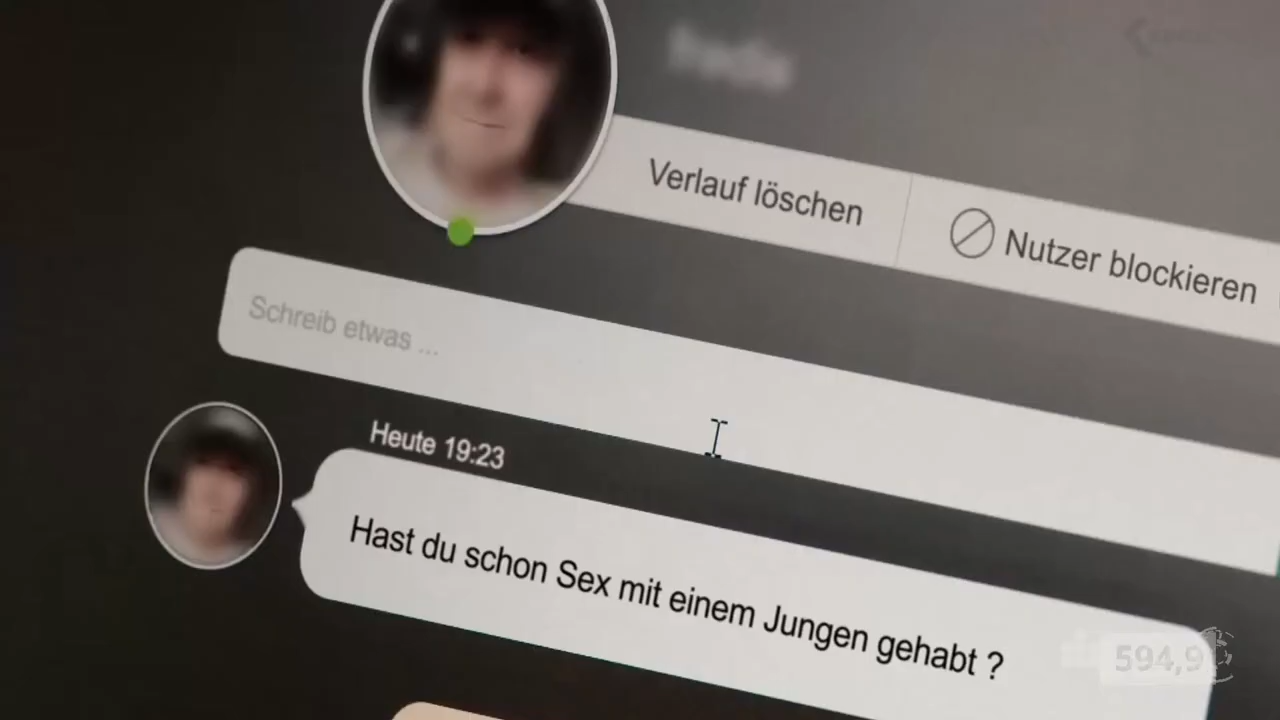 Verlauf löschen
Nutzer blockieren
Schreib etwas ...
Heute 19:23
Hast du schon Sex mit einem Jungen gehabt ?
594,9